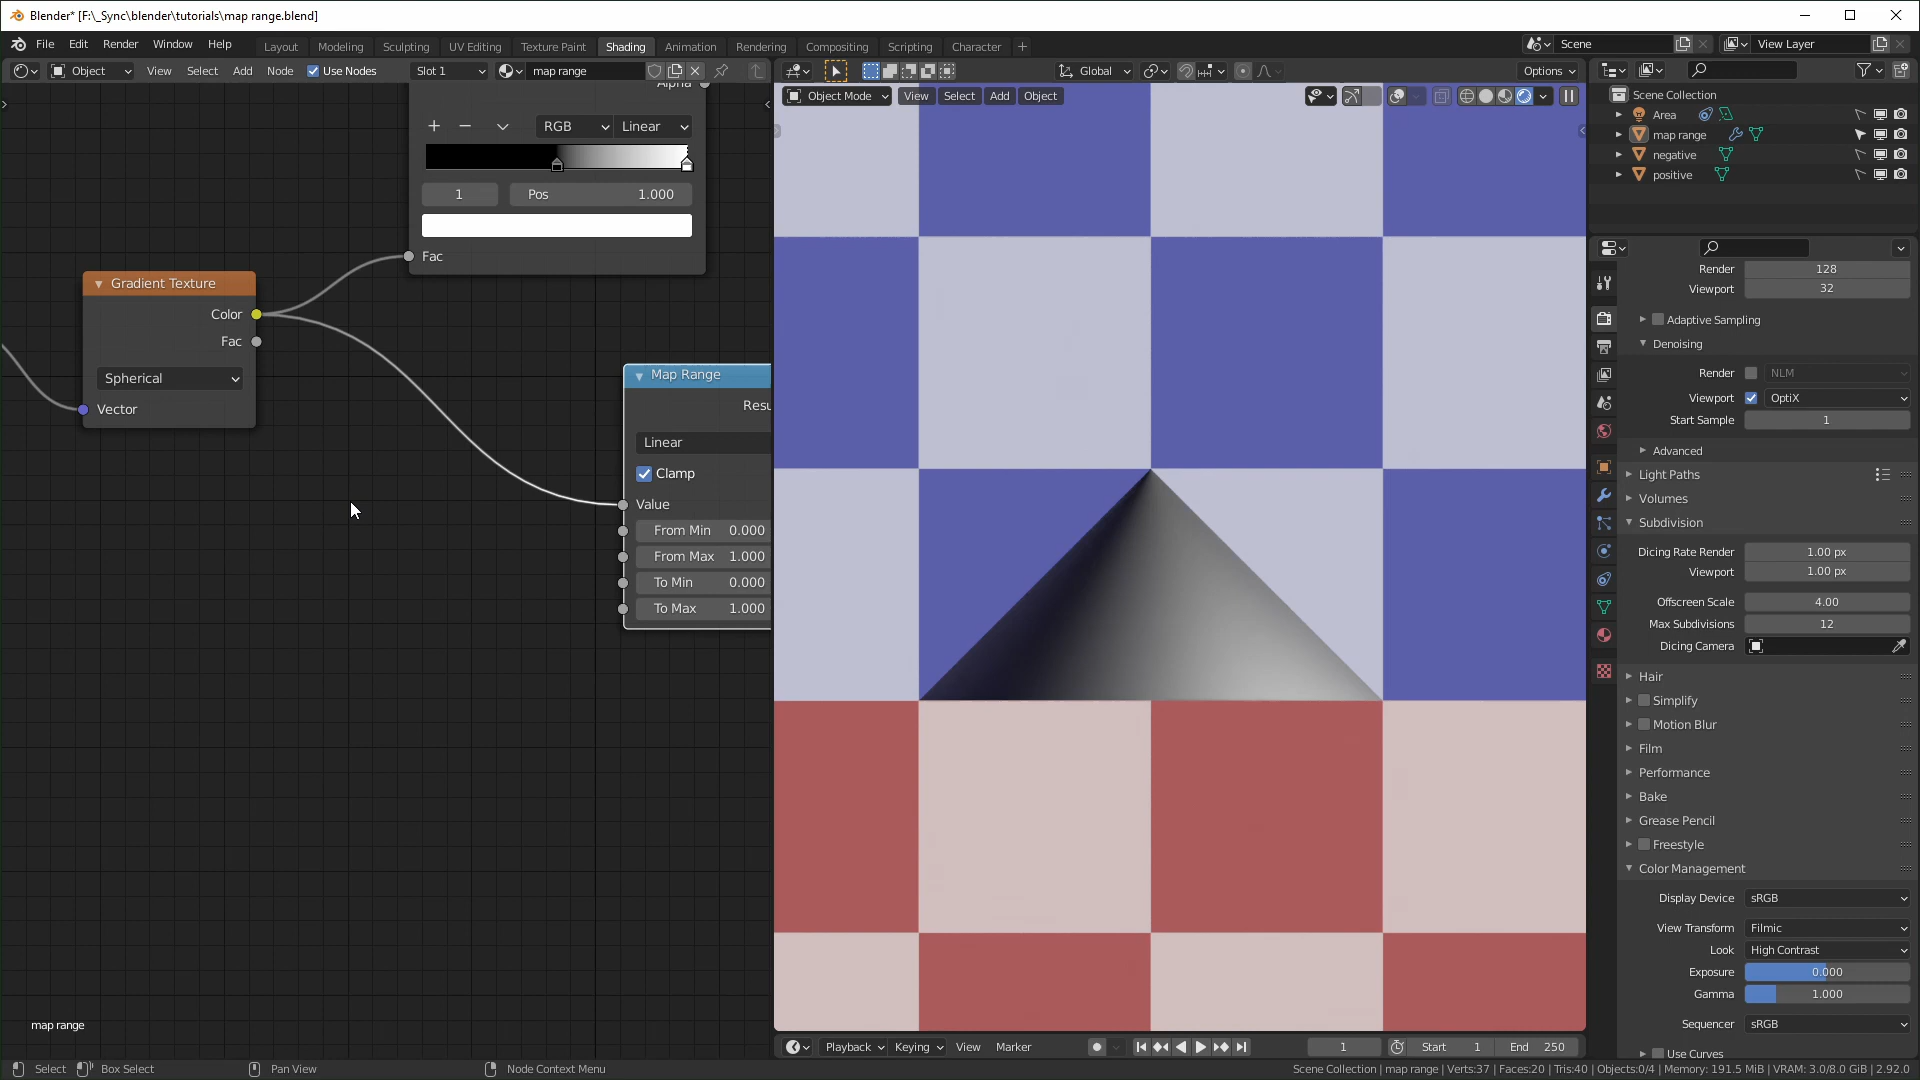 Blender* [F:\_Sync\blender\tutorials\map range.blend]
File Edit Render Window Help Layout Modeling Sculpting UV Editing Texture Paint Shading Animation Rendering Compositing Scripting Character + Scene View Layer
Object View Select Add Node Use Nodes Slot 1 map range Global Options
Object Mode View Select Add Object
Alpha
RGB Linear
1 Pos 1.000
Fac
Gradient Texture
Color
Fac
Spherical
Vector
Map Range
Resu
Linear
Clamp
Value
From Min 0.000
From Max 1.000
To Min 0.000
To Max 1.000
map range
Scene Collection
Area
map range
negative
positive
Render 128
Viewport 32
Adaptive Sampling
Denoising
Render NLM
Viewport OptiX
Start Sample 1
Advanced
Light Paths
Volumes
Subdivision
Dicing Rate Render 1.00 px
Viewport 1.00 px
Offscreen Scale 4.00
Max Subdivisions 12
Dicing Camera
Hair
Simplify
Motion Blur
Film
Performance
Bake
Grease Pencil
Freestyle
Color Management
Display Device sRGB
View Transform Filmic
Look High Contrast
Exposure 0.000
Gamma 1.000
Sequencer sRGB
Use Curves
Playback Keying View Marker 1 Start 1 End 250
Select Box Select Pan View Node Context Menu Scene Collection | map range | Verts:37 | Faces:20 | Tris:40 | Objects:0/4 | Memory: 191.5 MiB | VRAM: 3.0/8.0 GiB | 2.92.0